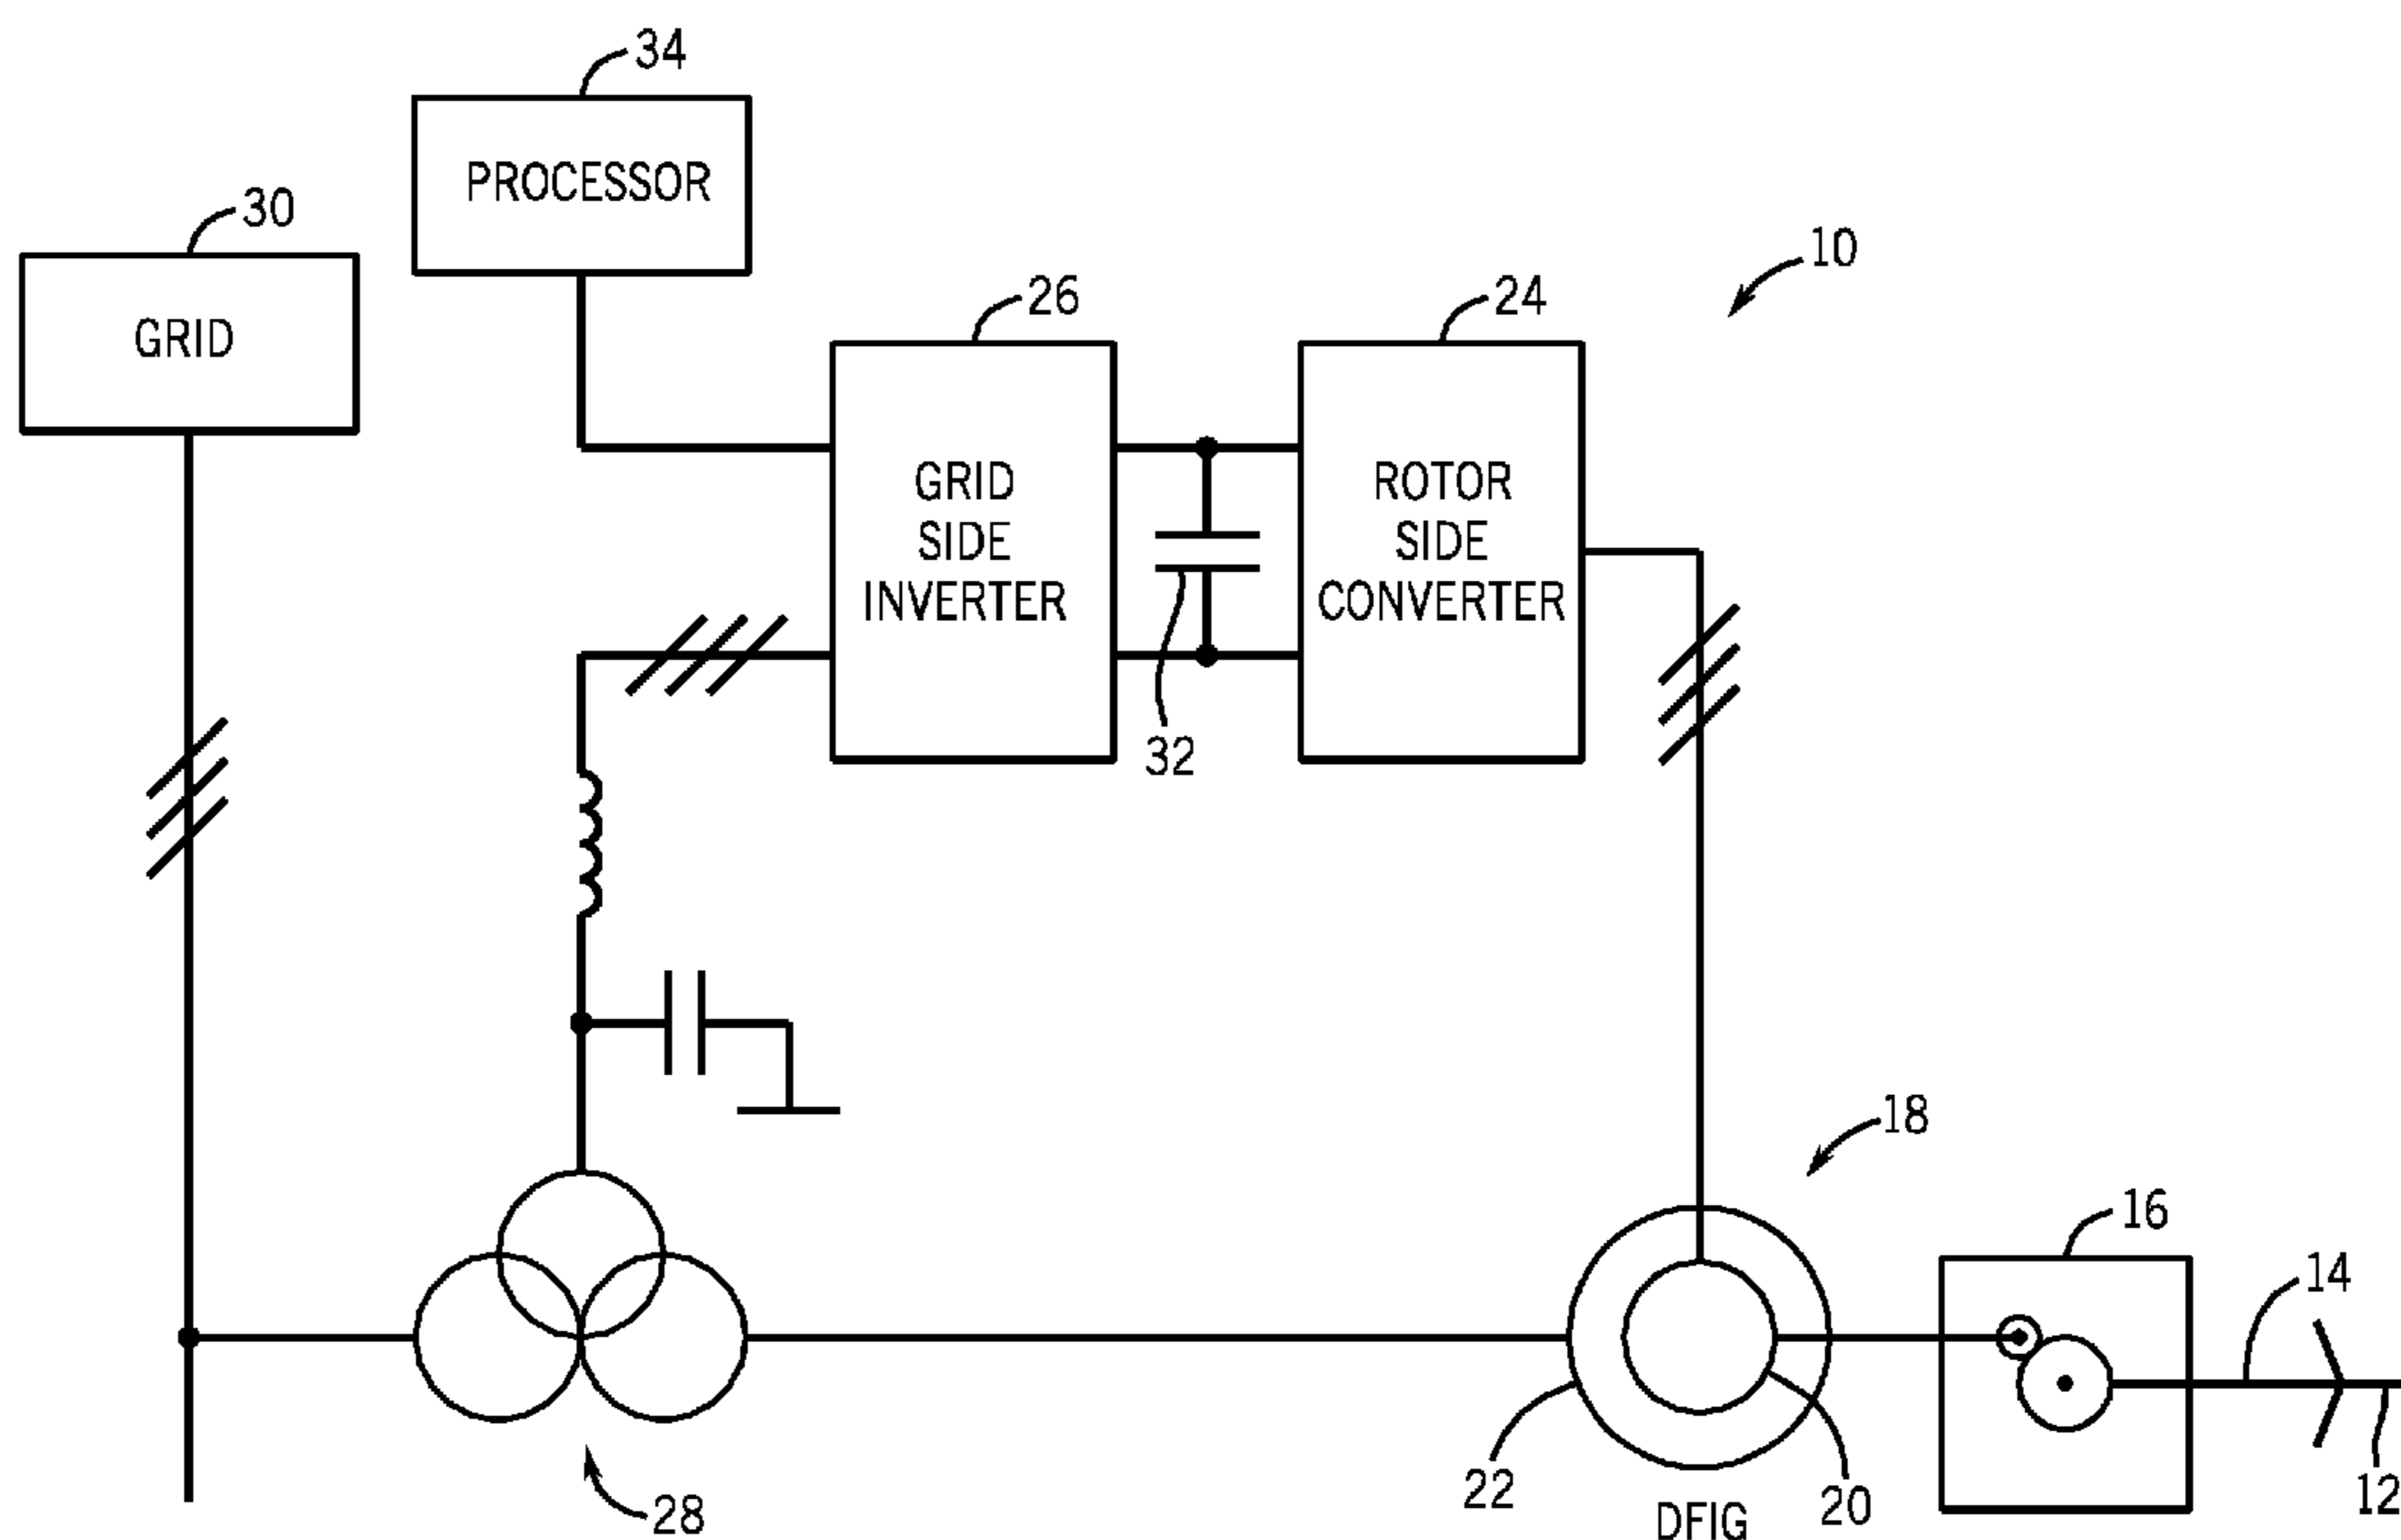 34
PROCESSOR
30
GRID
10
26
24
GRID
SIDE
INVERTER
ROTOR
SIDE
CONVERTER
32
18
16
14
22
20
12
DFIG
28